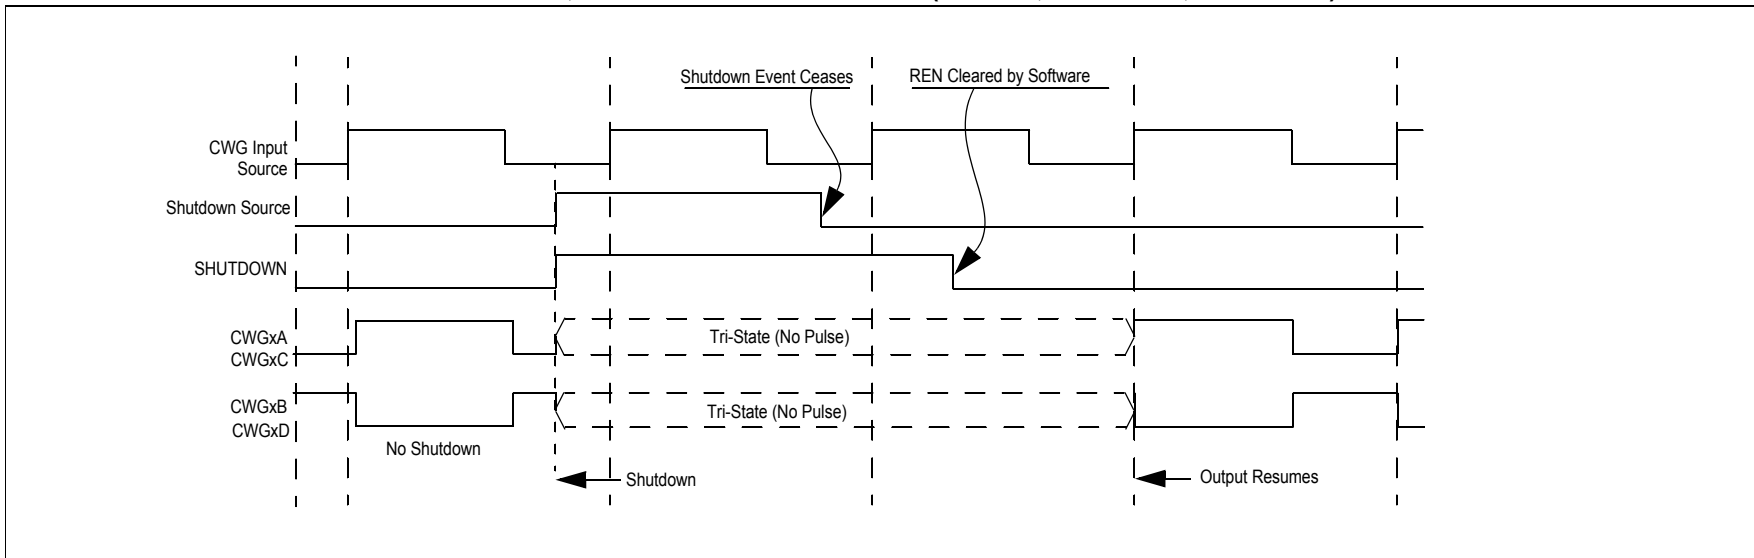 Shutdown Event Ceases
REN Cleared by Software
CWG Input
Source
Shutdown Source
SHUTDOWN
CWGxA
CWGxC
Tri-State (No Pulse)
CWGxB
CWGxD
Tri-State (No Pulse)
No Shutdown
Shutdown
Output Resumes